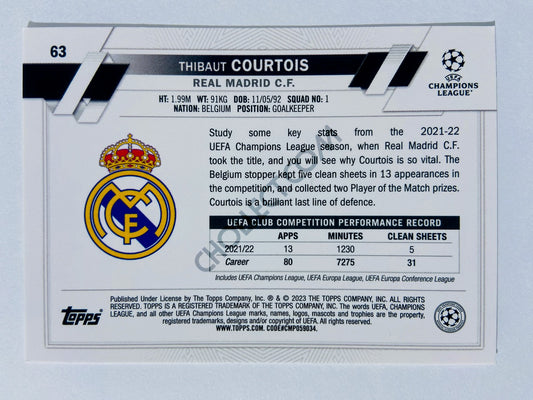 63
THIBAUT COURTOIS
REAL MADRID C.F.
UEFA
CHAMPIONS
LEAGUE™
HT: 1.99M WT: 91KG DOB: 11/05/92 SQUAD NO: 1
NATION: BELGIUM POSITION: GOALKEEPER
Study some key stats from the 2021-22
UEFA Champions League season, when Real Madrid C.F.
took the title, and you'll see why Courtois is so vital. The
Belgium stopper kept five clean sheets in 13 appearances
in the competition, and collected two Player of the Match prizes.
Courtois is a brilliant last line of defence.
UEFA CLUB COMPETITION PERFORMANCE RECORD
APPS MINUTES CLEAN SHEETS
2021/22 13 1230 5
Career 80 7275 31
Includes UEFA Champions League, UEFA Europa League, UEFA Europa Conference League
CHOLLECT.COM
Topps
Published Under License by The Topps Company, Inc. ® & © 2023 THE TOPPS COMPANY, INC. ALL RIGHTS
RESERVED. TOPPS IS A REGISTERED TRADEMARK OF THE TOPPS COMPANY, INC. The words UEFA, CHAMPIONS
LEAGUE, and all other UEFA Champions League marks, names, logos, mascots and trophies are the property,
registered trademarks, designs and/or copyright of UEFA. All rights reserved.
WWW.TOPPS.COM. CODE#CMP059034.